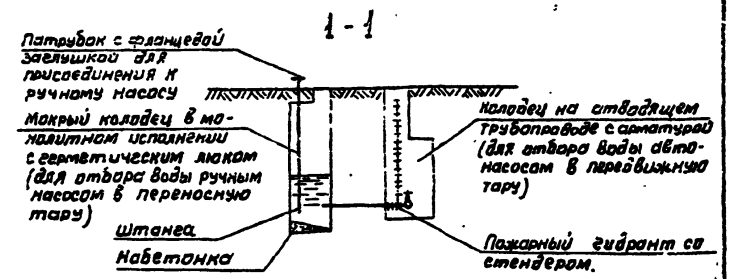 1 - 1
Патрубок с фланцевой
заглушкой для
присоединения к
ручному насосу
Мокрый колодец в мо-
нолитном исполнении
с герметическим люком
(для отбора воды ручным
насосом в переносную
тару)
Штанга
Набетонка
Колодец на отводящем
трубопроводе с арматурой
(для отбора воды авто-
насосом в передвижную
тару)
Пожарный гидрант со
стендером.